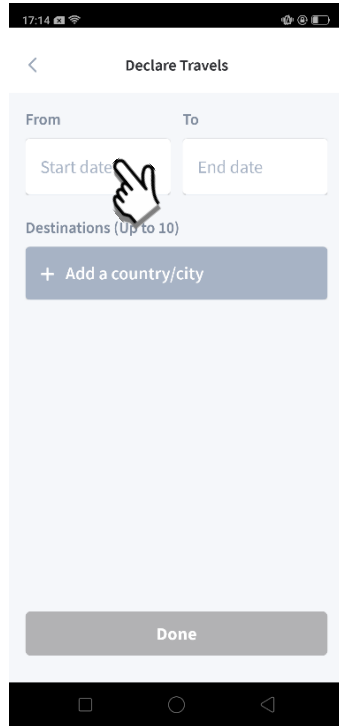 17:14
Declare Travels
From To
Start date End date
Destinations (Up to 10)
+ Add a country/city
Done